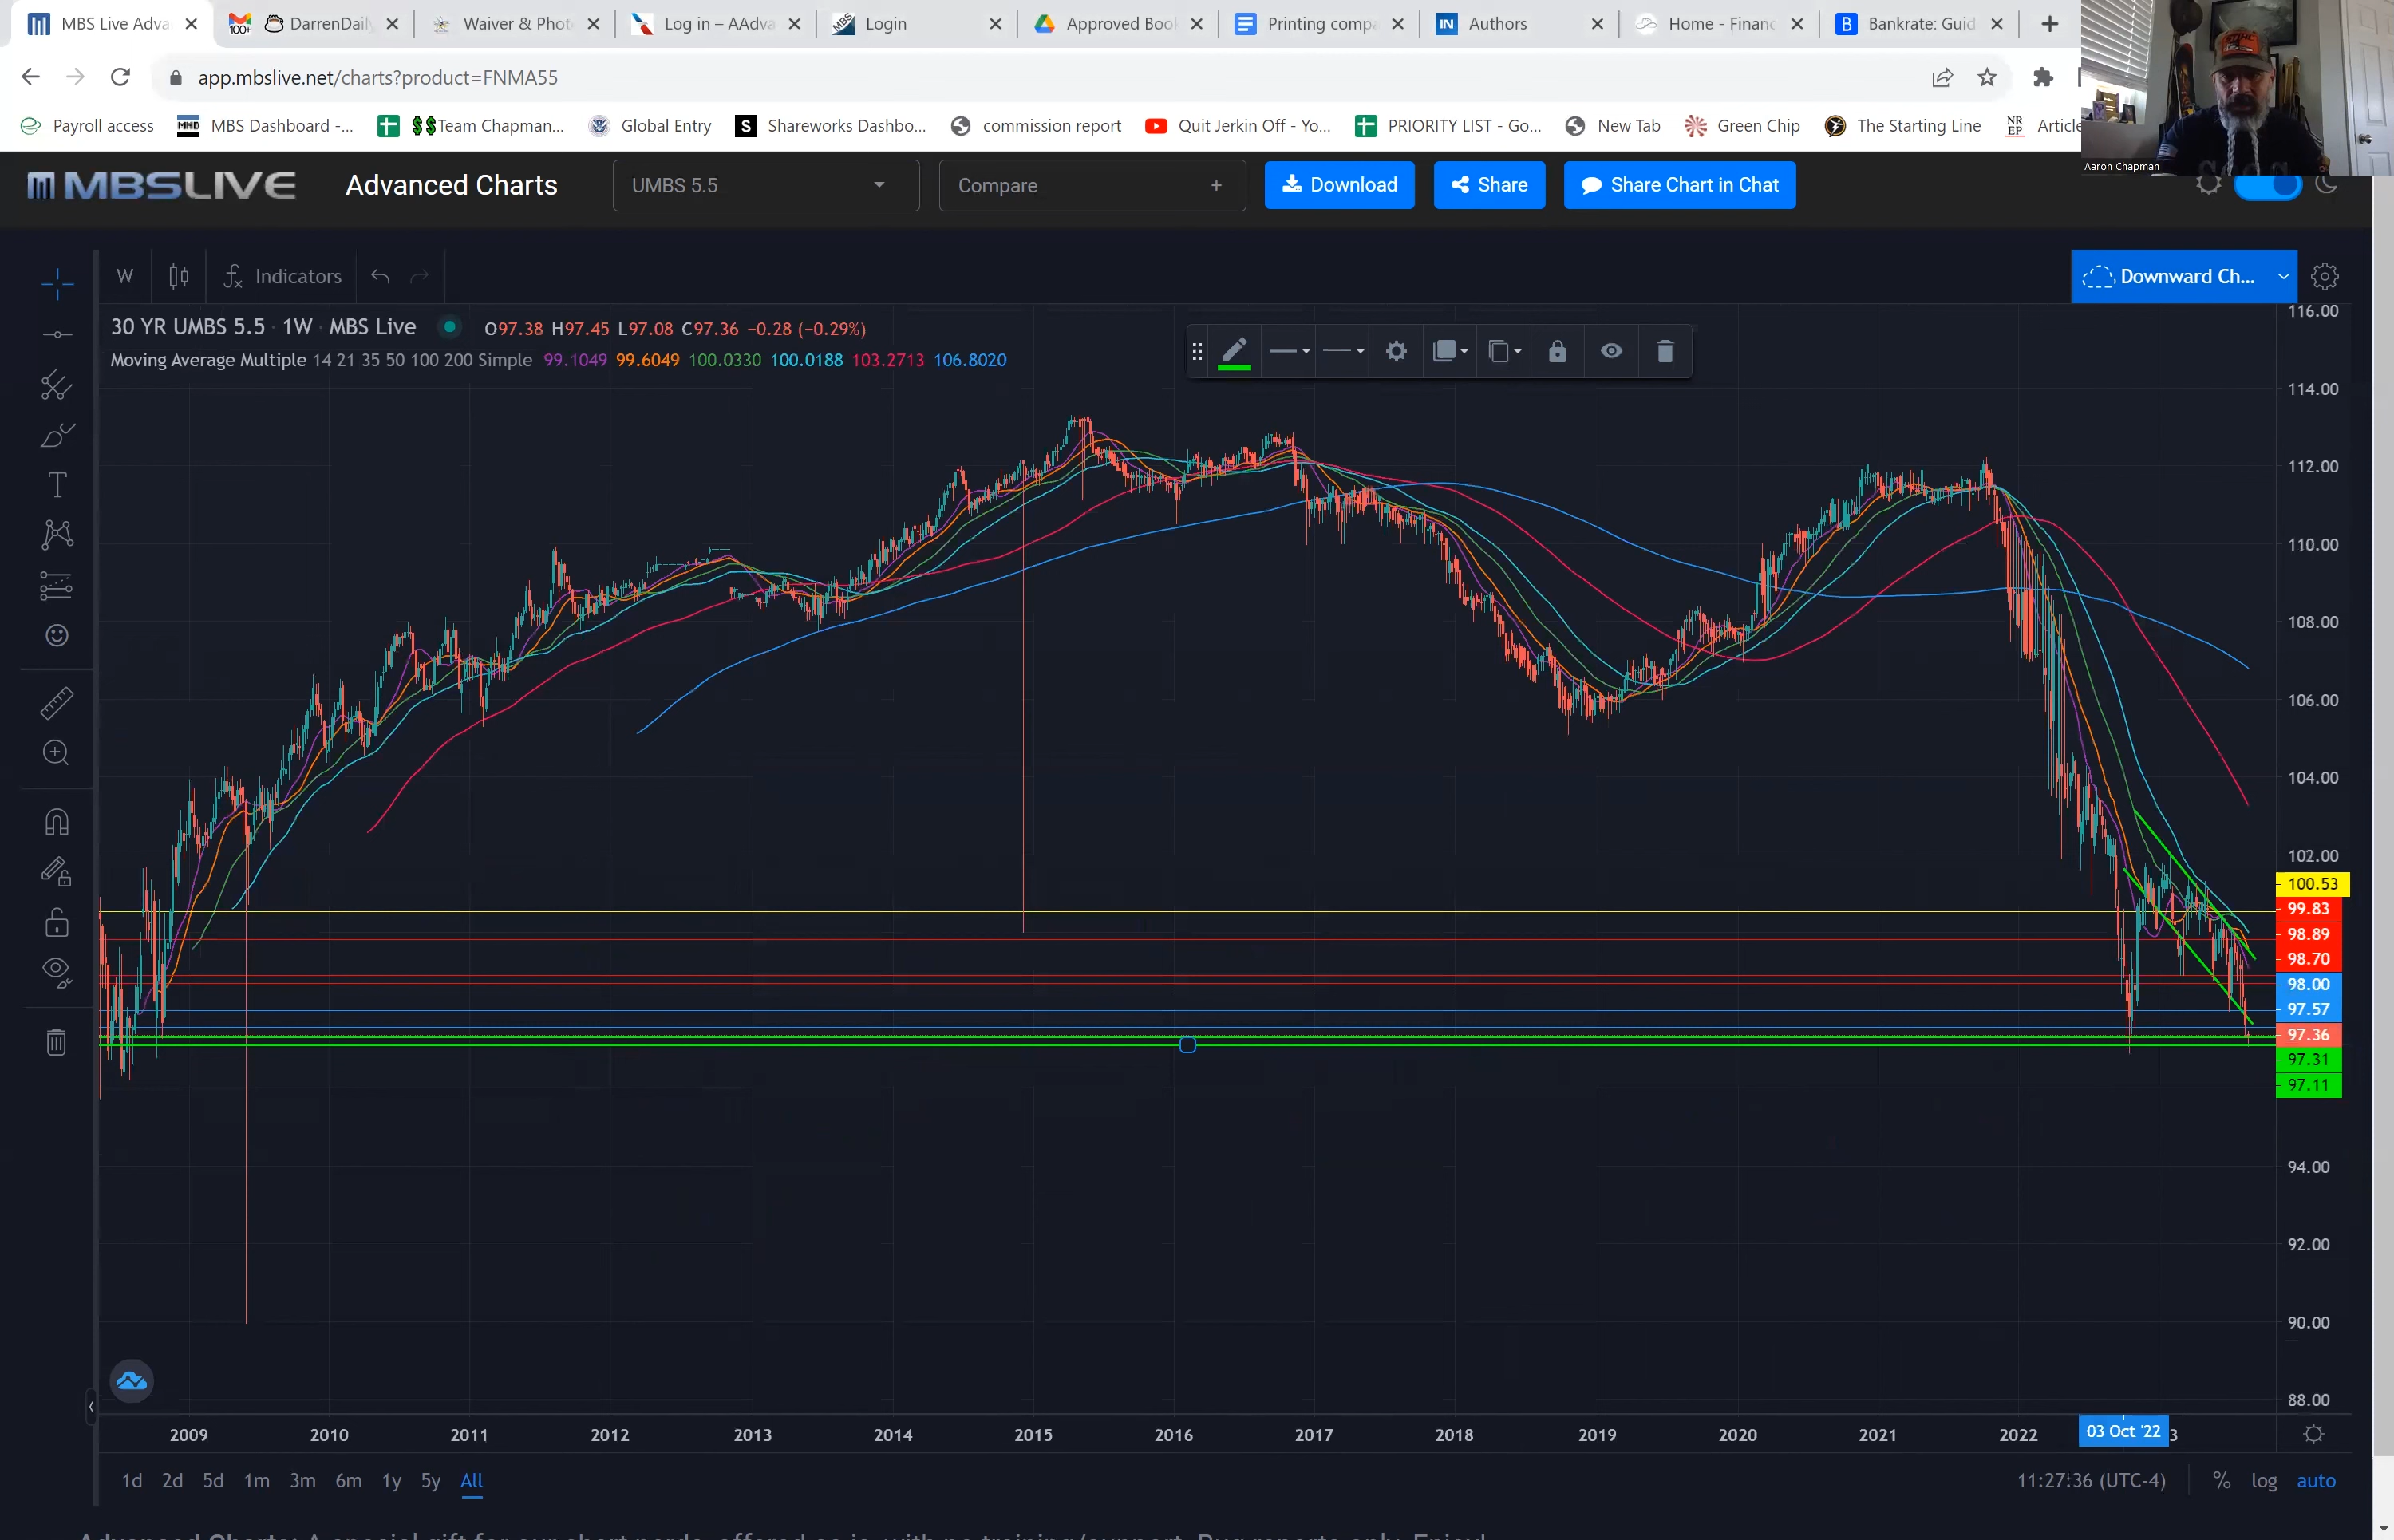 MBS Live Adva
100+
DarrenDaily
Waiver & Phot
Log in – AAdva
Login
Approved Boo
Printing compa
IN Authors
Home - Financ
B Bankrate: Guid
app.mbslive.net/charts?product=FNMA55
Payroll access
MND MBS Dashboard -...
$$Team Chapman...
Global Entry
S Shareworks Dashbo...
commission report
Quit Jerkin Off - Yo...
PRIORITY LIST - Go...
New Tab
Green Chip
The Starting Line
NR EP Article
Aaron Chapman
MBSLIVE
Advanced Charts
UMBS 5.5
Compare +
Download
Share
Share Chart in Chat
W
Indicators
Downward Ch...
30 YR UMBS 5.5 · 1W · MBS Live O97.38 H97.45 L97.08 C97.36 −0.28 (−0.29%)
Moving Average Multiple 14 21 35 50 100 200 Simple 99.1049 99.6049 100.0330 100.0188 103.2713 106.8020
116.00
114.00
112.00
110.00
108.00
106.00
104.00
102.00
100.53
99.83
98.89
98.70
98.00
97.57
97.36
97.31
97.11
94.00
92.00
90.00
88.00
2009 2010 2011 2012 2013 2014 2015 2016 2017 2018 2019 2020 2021 2022 03 Oct '22 3
1d 2d 5d 1m 3m 6m 1y 5y All
11:27:36 (UTC-4) % log auto